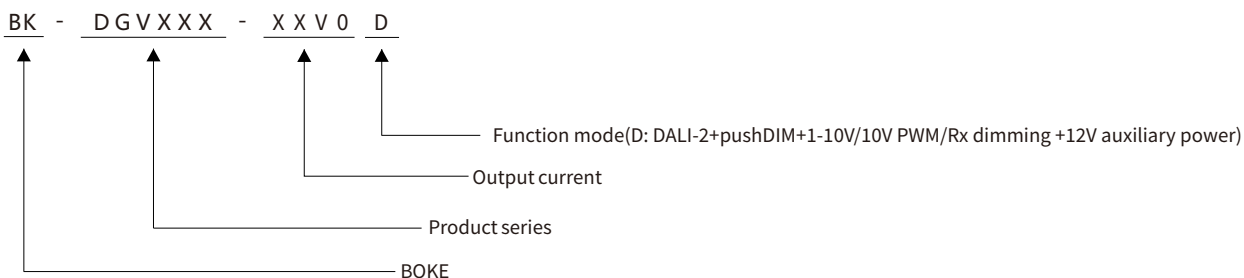 BK - DGVXXX - XXV0 D
Function mode(D: DALI-2+pushDIM+1-10V/10V PWM/Rx dimming +12V auxiliary power)
Output current
Product series
BOKE